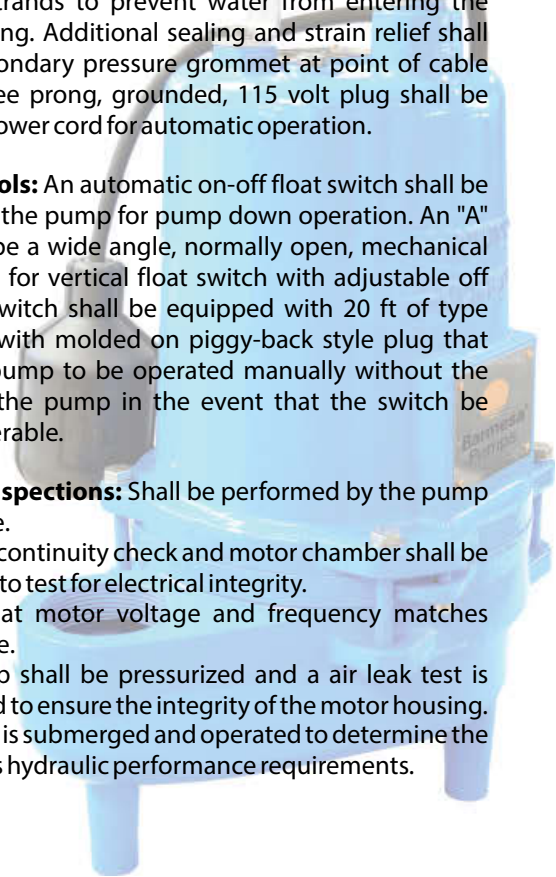 trands to prevent water from entering the
ng. Additional sealing and strain relief shall
ondary pressure grommet at point of cable
ee prong, grounded, 115 volt plug shall be
ower cord for automatic operation.
ols: An automatic on-off float switch shall be
the pump for pump down operation. An "A"
be a wide angle, normally open, mechanical
for vertical float switch with adjustable off
witch shall be equipped with 20 ft of type
with molded on piggy-back style plug that
pump to be operated manually without the
the pump in the event that the switch be
erable.
spections: Shall be performed by the pump
e.
continuity check and motor chamber shall be
to test for electrical integrity.
at motor voltage and frequency matches
e.
p shall be pressurized and a air leak test is
d to ensure the integrity of the motor housing.
is submerged and operated to determine the
s hydraulic performance requirements.
Barmesa
Pumps